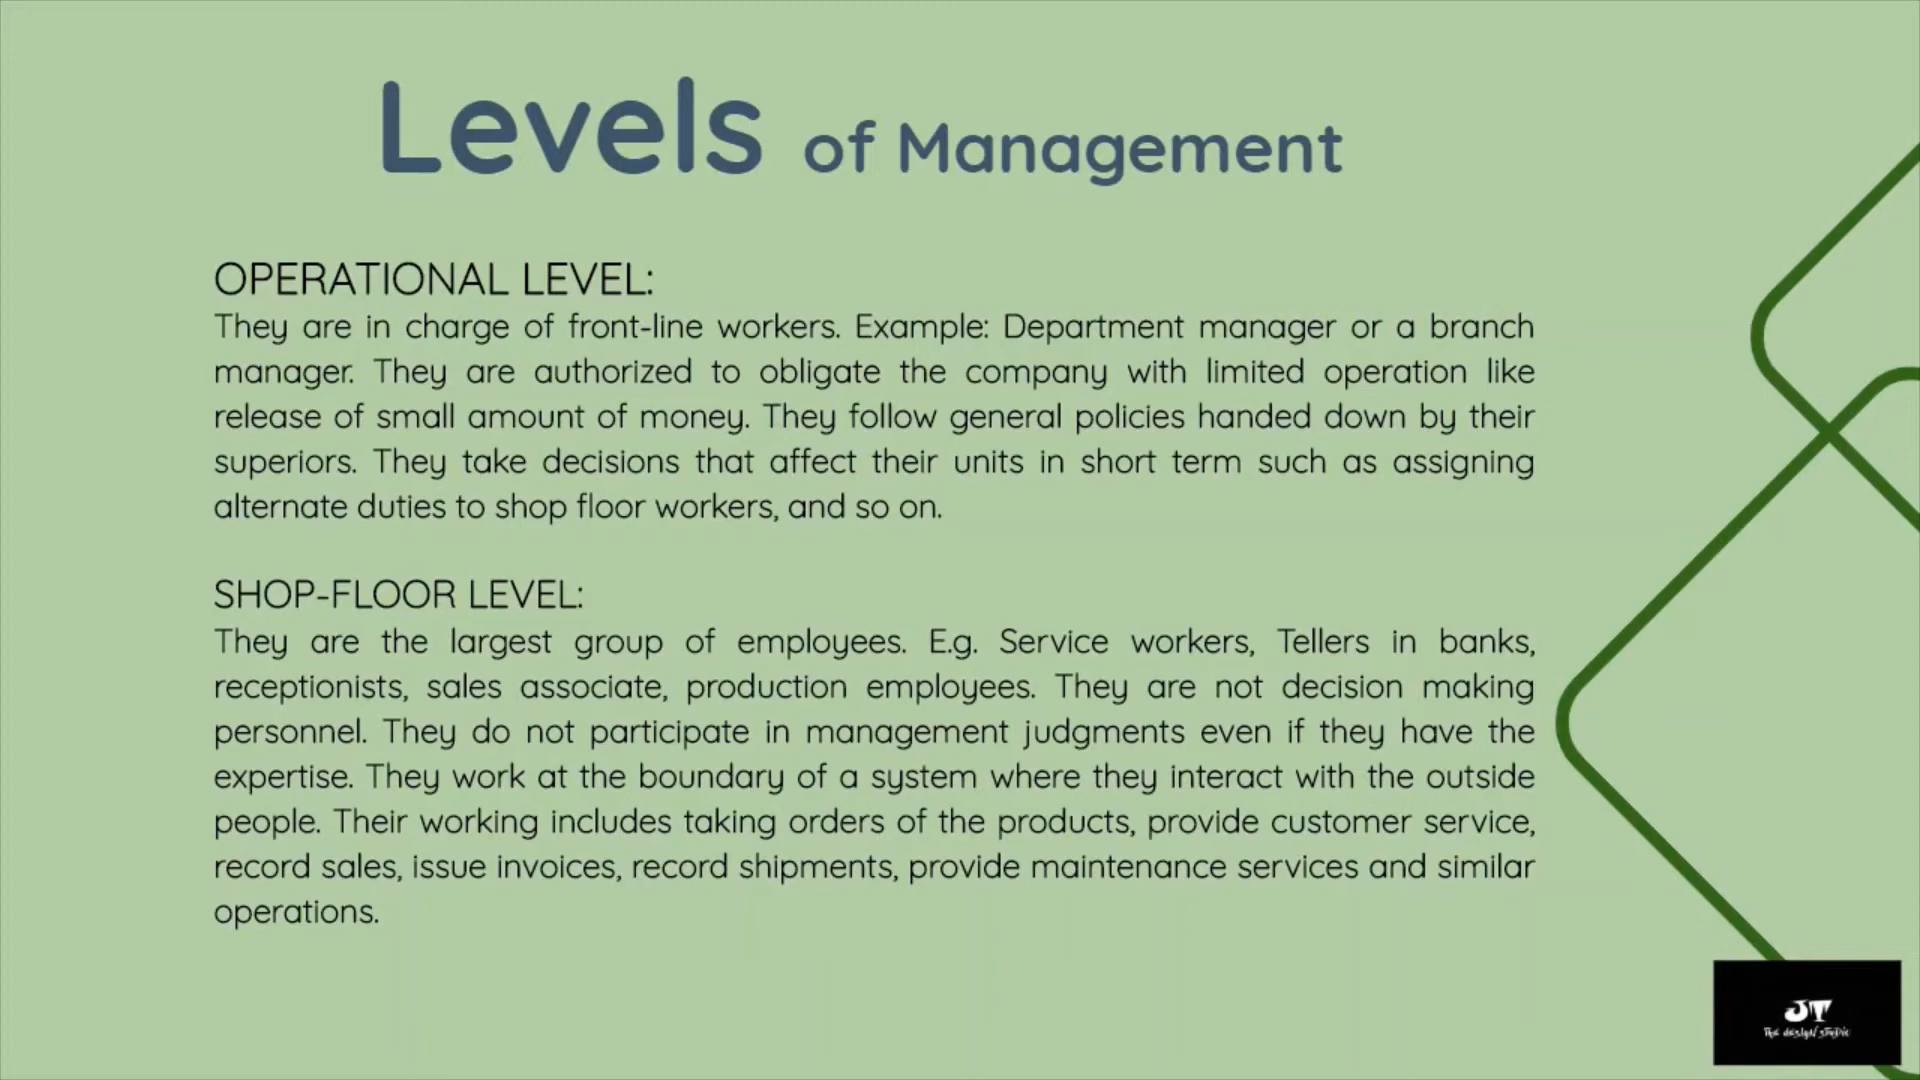 Levels of Management
OPERATIONAL LEVEL:
They are in charge of front-line workers. Example: Department manager or a branch
manager. They are authorized to obligate the company with limited operation like
release of small amount of money. They follow general policies handed down by their
superiors. They take decisions that affect their units in short term such as assigning
alternate duties to shop floor workers, and so on.
SHOP-FLOOR LEVEL:
They are the largest group of employees. E.g. Service workers, Tellers in banks,
receptionists, sales associate, production employees. They are not decision making
personnel. They do not participate in management judgments even if they have the
expertise. They work at the boundary of a system where they interact with the outside
people. Their working includes taking orders of the products, provide customer service,
record sales, issue invoices, record shipments, provide maintenance services and similar
operations.
JT
The design studio